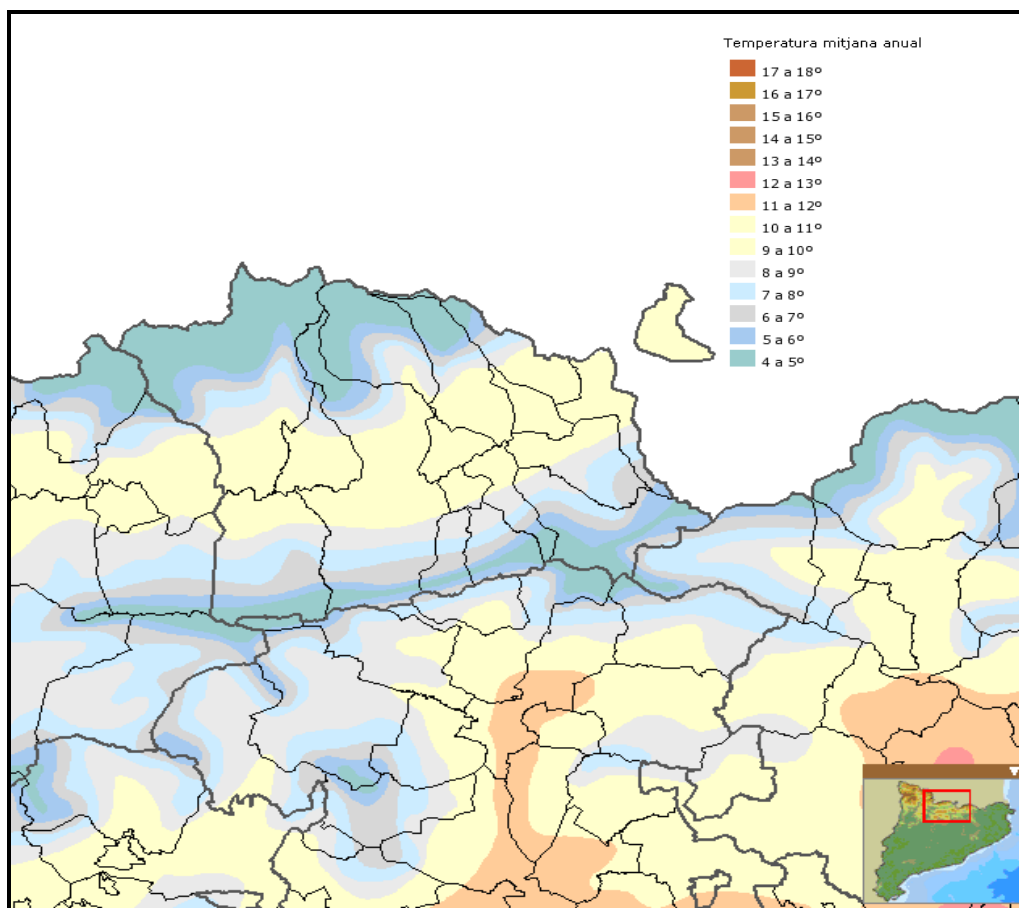 Temperatura mitjana anual
17 a 18º
16 a 17º
15 a 16º
14 a 15º
13 a 14º
12 a 13º
11 a 12º
10 a 11º
9 a 10º
8 a 9º
7 a 8º
6 a 7º
5 a 6º
4 a 5º